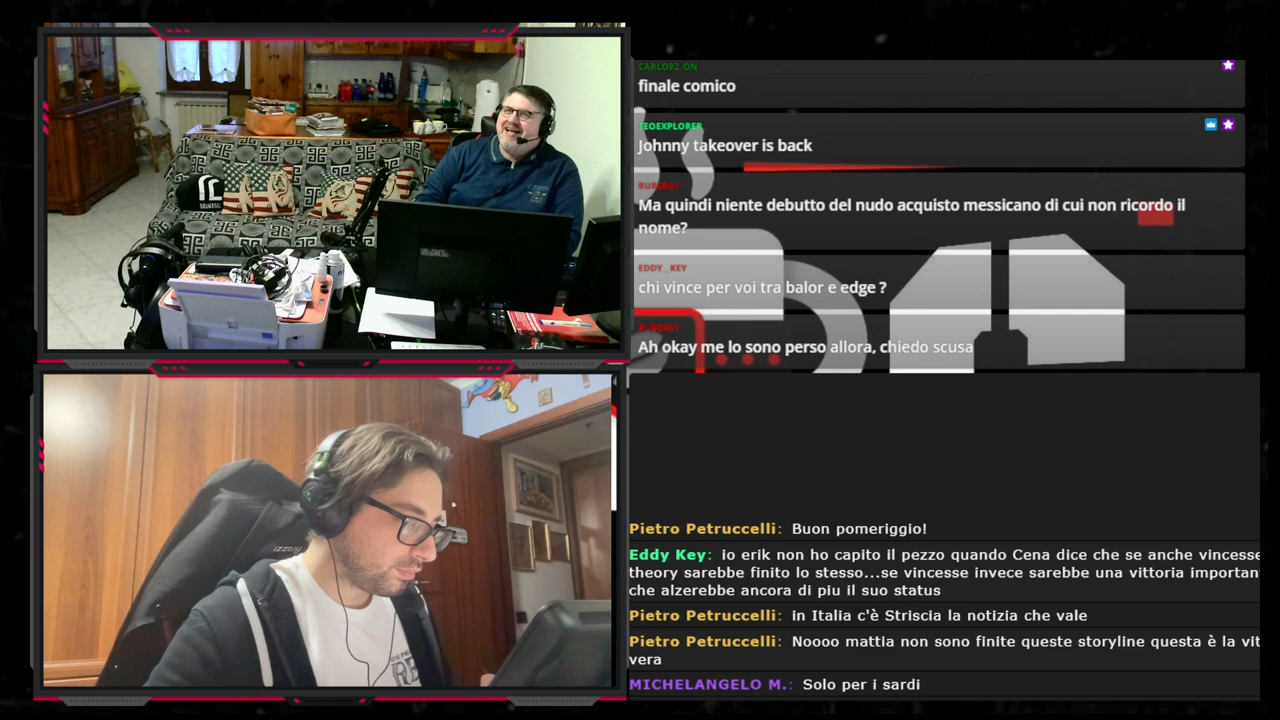 CARLO92_ON
finale comico
TEOEXPLORER
Johnny takeover is back
RUBERG1
Ma quindi niente debutto del nudo acquisto messicano di cui non ricordo il
nome?
EDDY_KEY
chi vince per voi tra balor e edge ?
RUBERG1
Ah okay me lo sono perso allora, chiedo scusa
Pietro Petruccelli: Buon pomeriggio!
Eddy Key: io erik non ho capito il pezzo quando Cena dice che se anche vincesse
theory sarebbe finito lo stesso...se vincesse invece sarebbe una vittoria importan
che alzerebbe ancora di piu il suo status
Pietro Petruccelli: in Italia c'è Striscia la notizia che vale
Pietro Petruccelli: Noooo mattia non sono finite queste storyline questa è la vit
vera
MICHELANGELO M.: Solo per i sardi